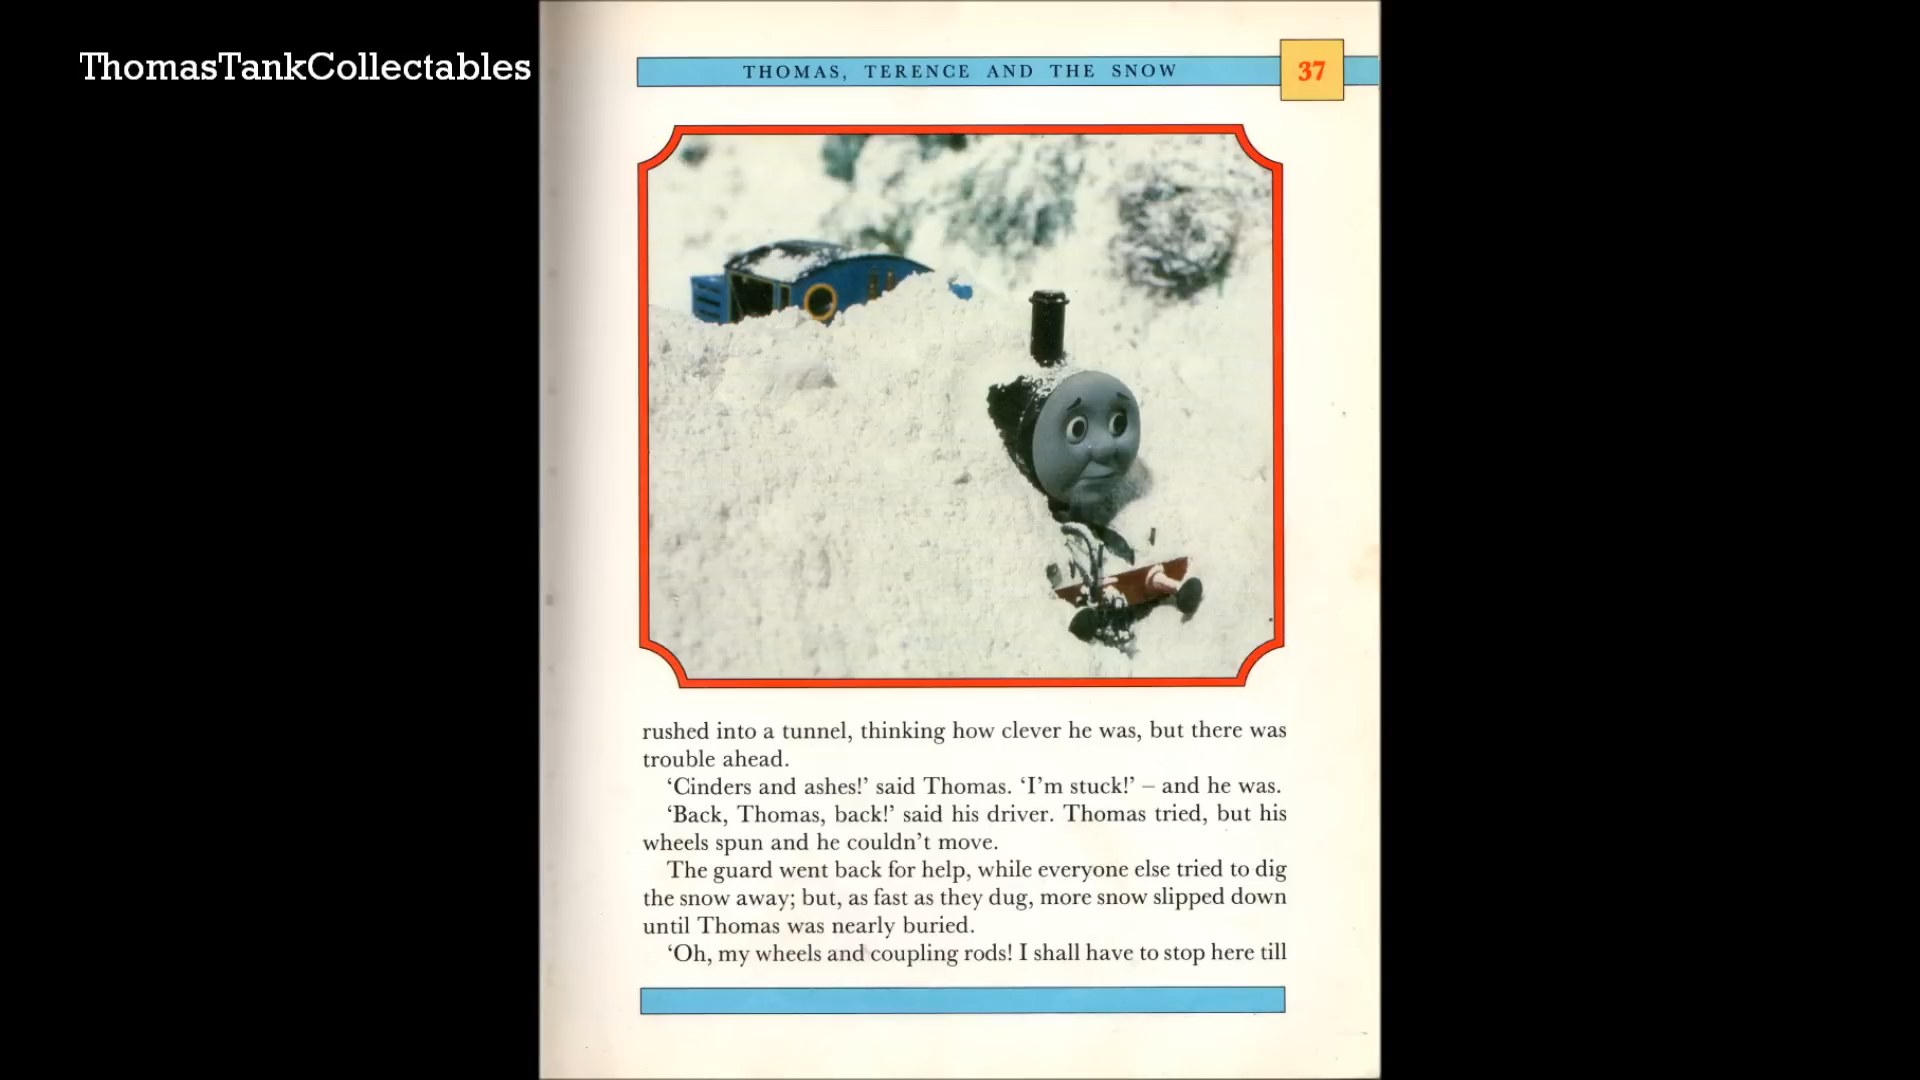 ThomasTankCollectables
THOMAS, TERENCE AND THE SNOW
37
rushed into a tunnel, thinking how clever he was, but there was
trouble ahead.
‘Cinders and ashes!’ said Thomas. ‘I’m stuck!’ – and he was.
‘Back, Thomas, back!’ said his driver. Thomas tried, but his
wheels spun and he couldn’t move.
The guard went back for help, while everyone else tried to dig
the snow away; but, as fast as they dug, more snow slipped down
until Thomas was nearly buried.
‘Oh, my wheels and coupling rods! I shall have to stop here till